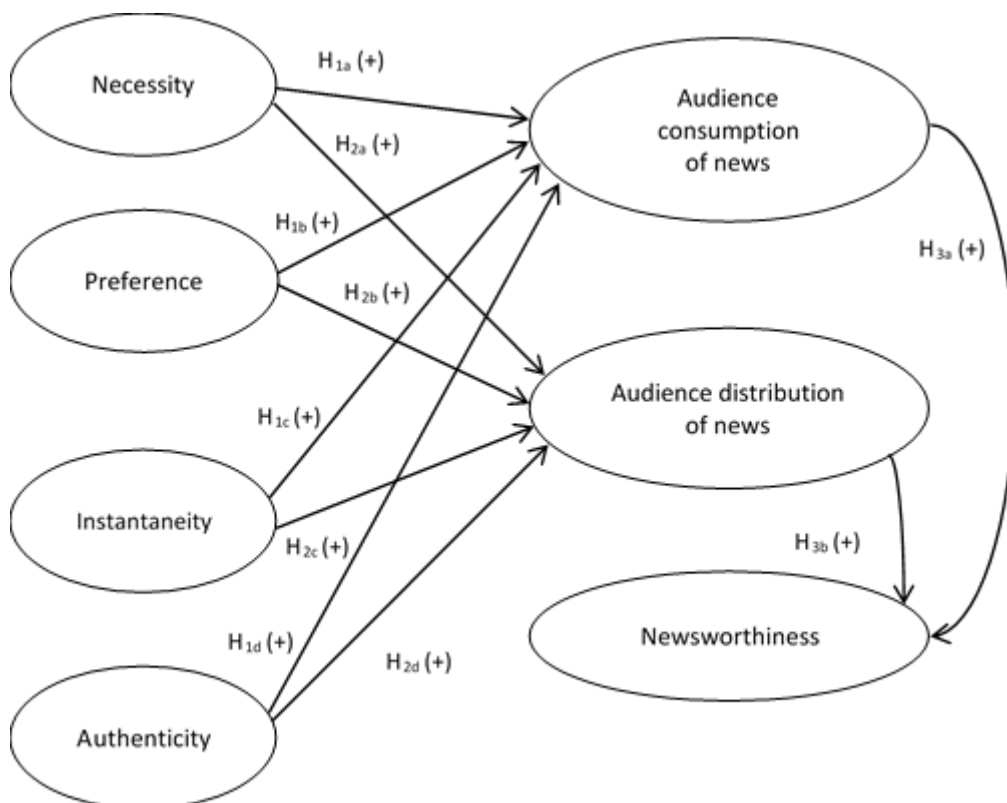 Necessity
H1a (+)
Audience
consumption
of news
H2a (+)
H1b (+)
Preference
H2b (+)
H3a (+)
Audience distribution
of news
H1c (+)
Instantaneity
H2c (+)
H3b (+)
H1d (+)
H2d (+)
Newsworthiness
Authenticity